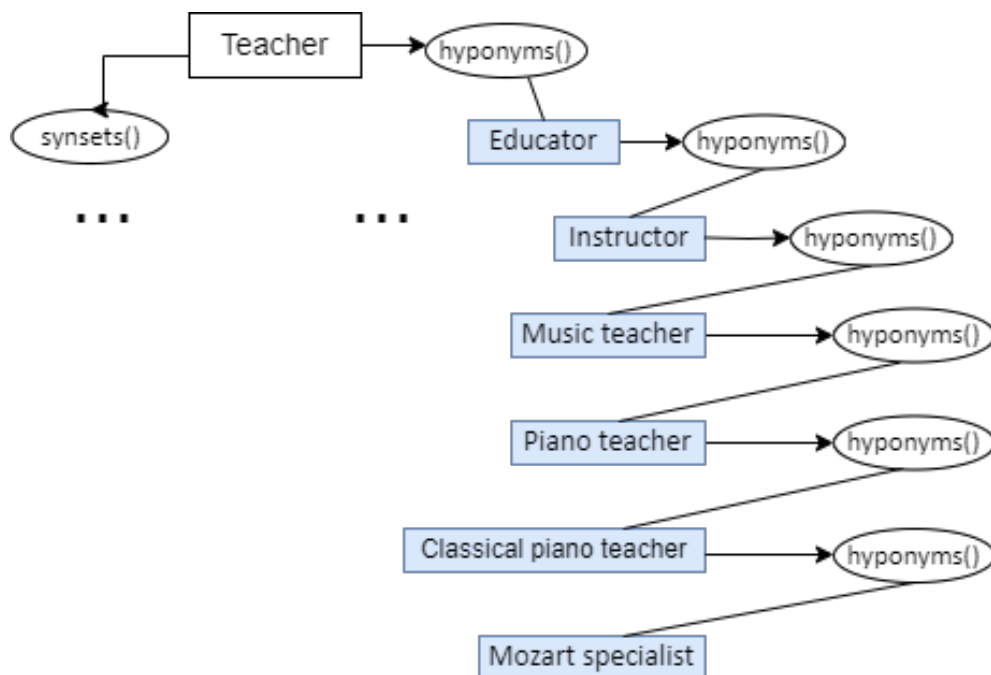 Teacher
hyponyms()
synsets()
Educator
hyponyms()
... ...
Instructor
hyponyms()
Music teacher
hyponyms()
Piano teacher
hyponyms()
Classical piano teacher
hyponyms()
Mozart specialist